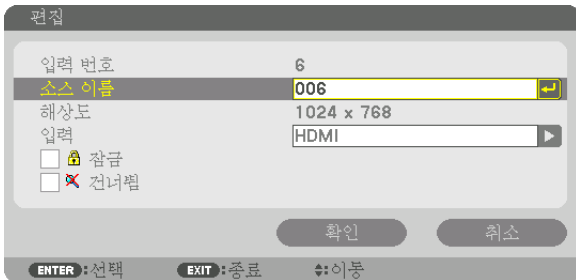 편집
입력 번호 6
소스 이름 006
해상도 1024 x 768
입력 HDMI
잠금
건너뜀
확인 취소
ENTER :선택 EXIT :종료 :이동